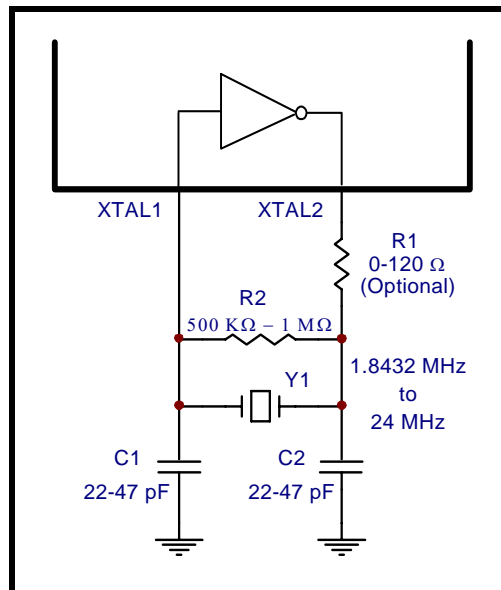 XTAL1
XTAL2
R1
0-120 Ω
(Optional)
R2
500 KΩ – 1 MΩ
Y1
1.8432 MHz
to
24 MHz
C1
22-47 pF
C2
22-47 pF